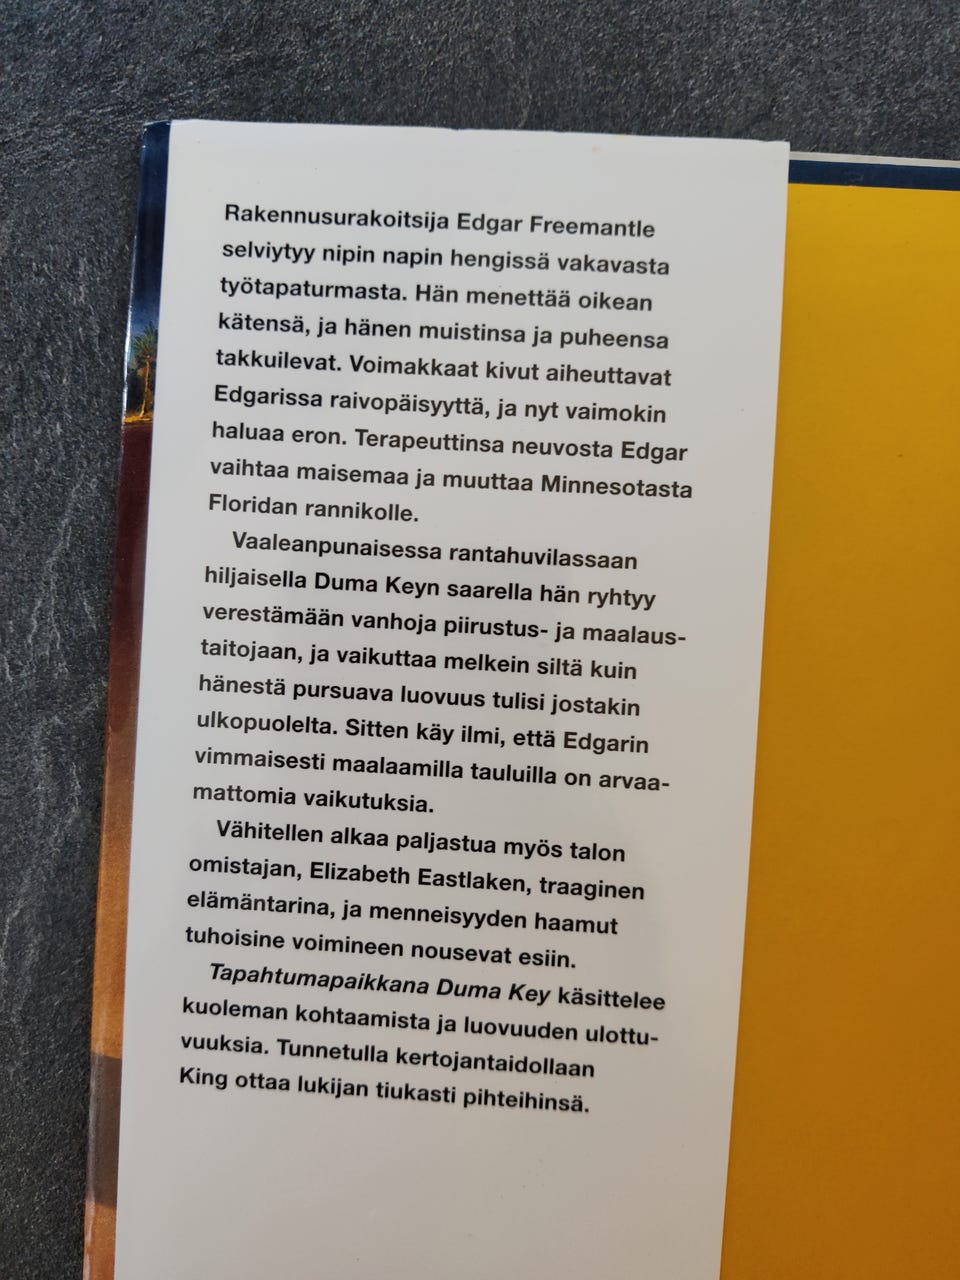 Rakennusurakoitsija Edgar Freemantle
selviytyy nipin napin hengissä vakavasta
työtapaturmasta. Hän menettää oikean
kätensä, ja hänen muistinsa ja puheensa
takkuilevat. Voimakkaat kivut aiheuttavat
Edgarissa raivopäisyyttä, ja nyt vaimokin
haluaa eron. Terapeuttinsa neuvosta Edgar
vaihtaa maisemaa ja muuttaa Minnesotasta
Floridan rannikolle.
Vaaleanpunaisessa rantahuvilassaan
hiljaisella Duma Keyn saarella hän ryhtyy
verestämään vanhoja piirustus- ja maalaus-
taitojaan, ja vaikuttaa melkein siltä kuin
hänestä pursuava luovuus tulisi jostakin
ulkopuolelta. Sitten käy ilmi, että Edgarin
vimmaisesti maalaamilla tauluilla on arvaa-
mattomia vaikutuksia.
Vähitellen alkaa paljastua myös talon
omistajan, Elizabeth Eastlaken, traaginen
elämäntarina, ja menneisyyden haamut
tuhoisine voimineen nousevat esiin.
Tapahtumapaikkana Duma Key käsittelee
kuoleman kohtaamista ja luovuuden ulottu-
vuuksia. Tunnetulla kertojantaidollaan
King ottaa lukijan tiukasti pihteihinsä.